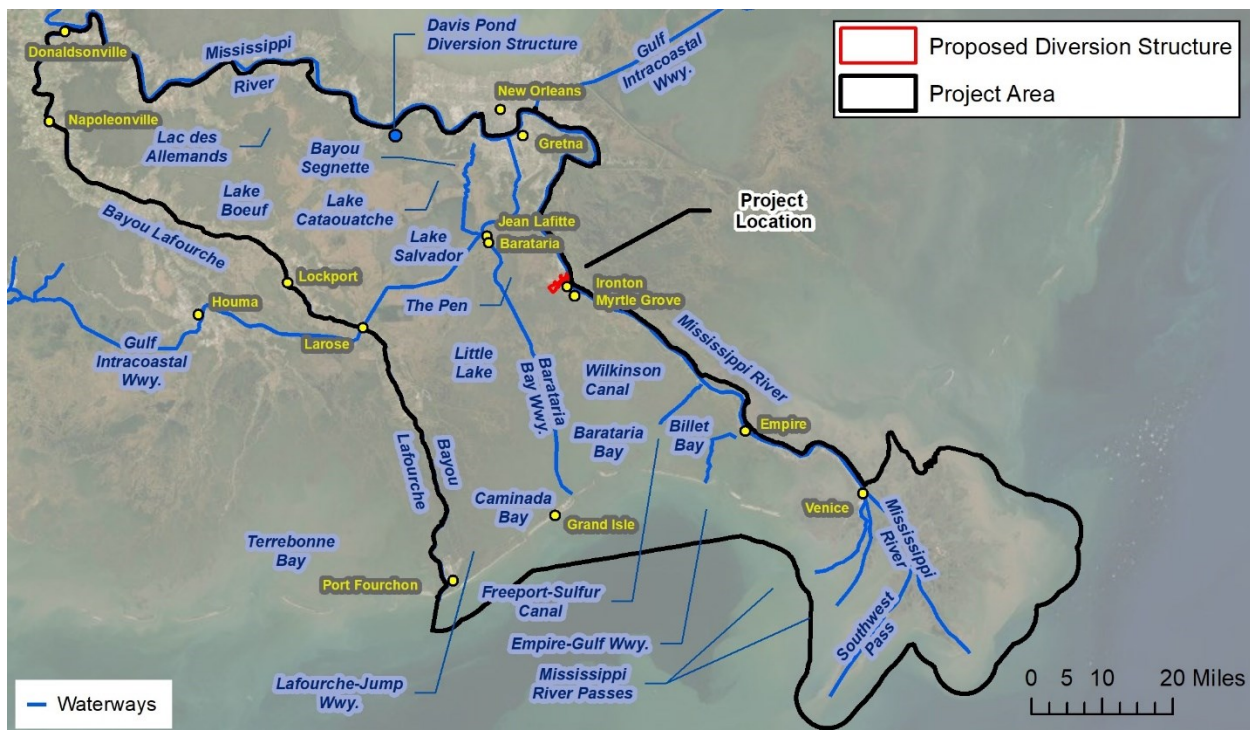 Donaldsonville
Mississippi
River
Davis Pond
Diversion Structure
Gulf
Intracoastal
Wwy.
Proposed Diversion Structure
Project Area
New Orleans
Napoleonville
Lac des
Allemands
Bayou
Segnette
Gretna
Lake
Boeuf
Lake
Cataouatche
Project
Location
Jean Lafitte
Barataria
Bayou Lafourche
Lake
Salvador
Lockport
Ironton
Myrtle Grove
The Pen
Houma
Larose
Gulf
Intracoastal
Wwy.
Little
Lake
Barataria
Bay Wwy.
Wilkinson
Canal
Mississippi River
Barataria
Bay
Billet
Bay
Empire
Bayou
Lafourche
Caminada
Bay
Grand Isle
Venice
Mississippi
River
Terrebonne
Bay
Port Fourchon
Freeport-Sulfur
Canal
Empire-Gulf Wwy.
Mississippi
River Passes
Southwest
Pass
Lafourche-Jump
Wwy.
Waterways
0 5 10 20 Miles